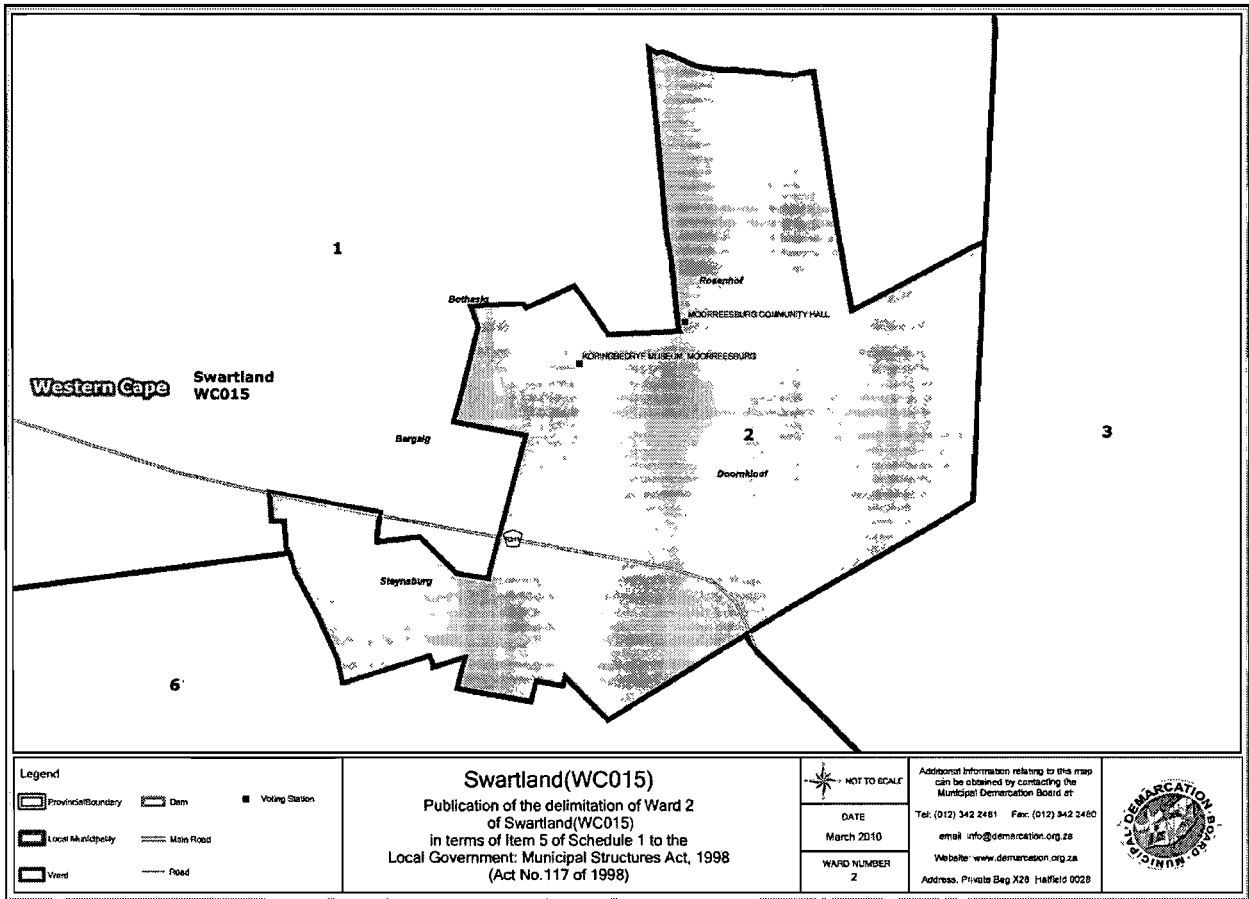 1
Rosenhof
Bothasig
MOORREESBURG COMMUNITY HALL
KORINGBEDRYF MUSEUM, MOORREESBURG
Western Cape
Swartland
WC015
Bergsig
2
3
Doornkloof
Steynsburg
6
Legend
ProvincialBoundary
Dam
Voting Station
Local Municipality
Main Road
Ward
Road
Swartland(WC015)
Publication of the delimitation of Ward 2
of Swartland(WC015)
in terms of Item 5 of Schedule 1 to the
Local Government: Municipal Structures Act, 1998
(Act No.117 of 1998)
NOT TO SCALE
DATE
March 2010
WARD NUMBER
2
Additional Information relating to this map
can be obtained by contacting the
Municipal Demarcation Board at
Tel: (012) 342 2481 Fax: (012) 342 2480
email info@demarcation.org.za
Website www.demarcation.org.za
Address. Private Bag X28 Hatfield 0028
MUNICIPAL DEMARCATION BOARD